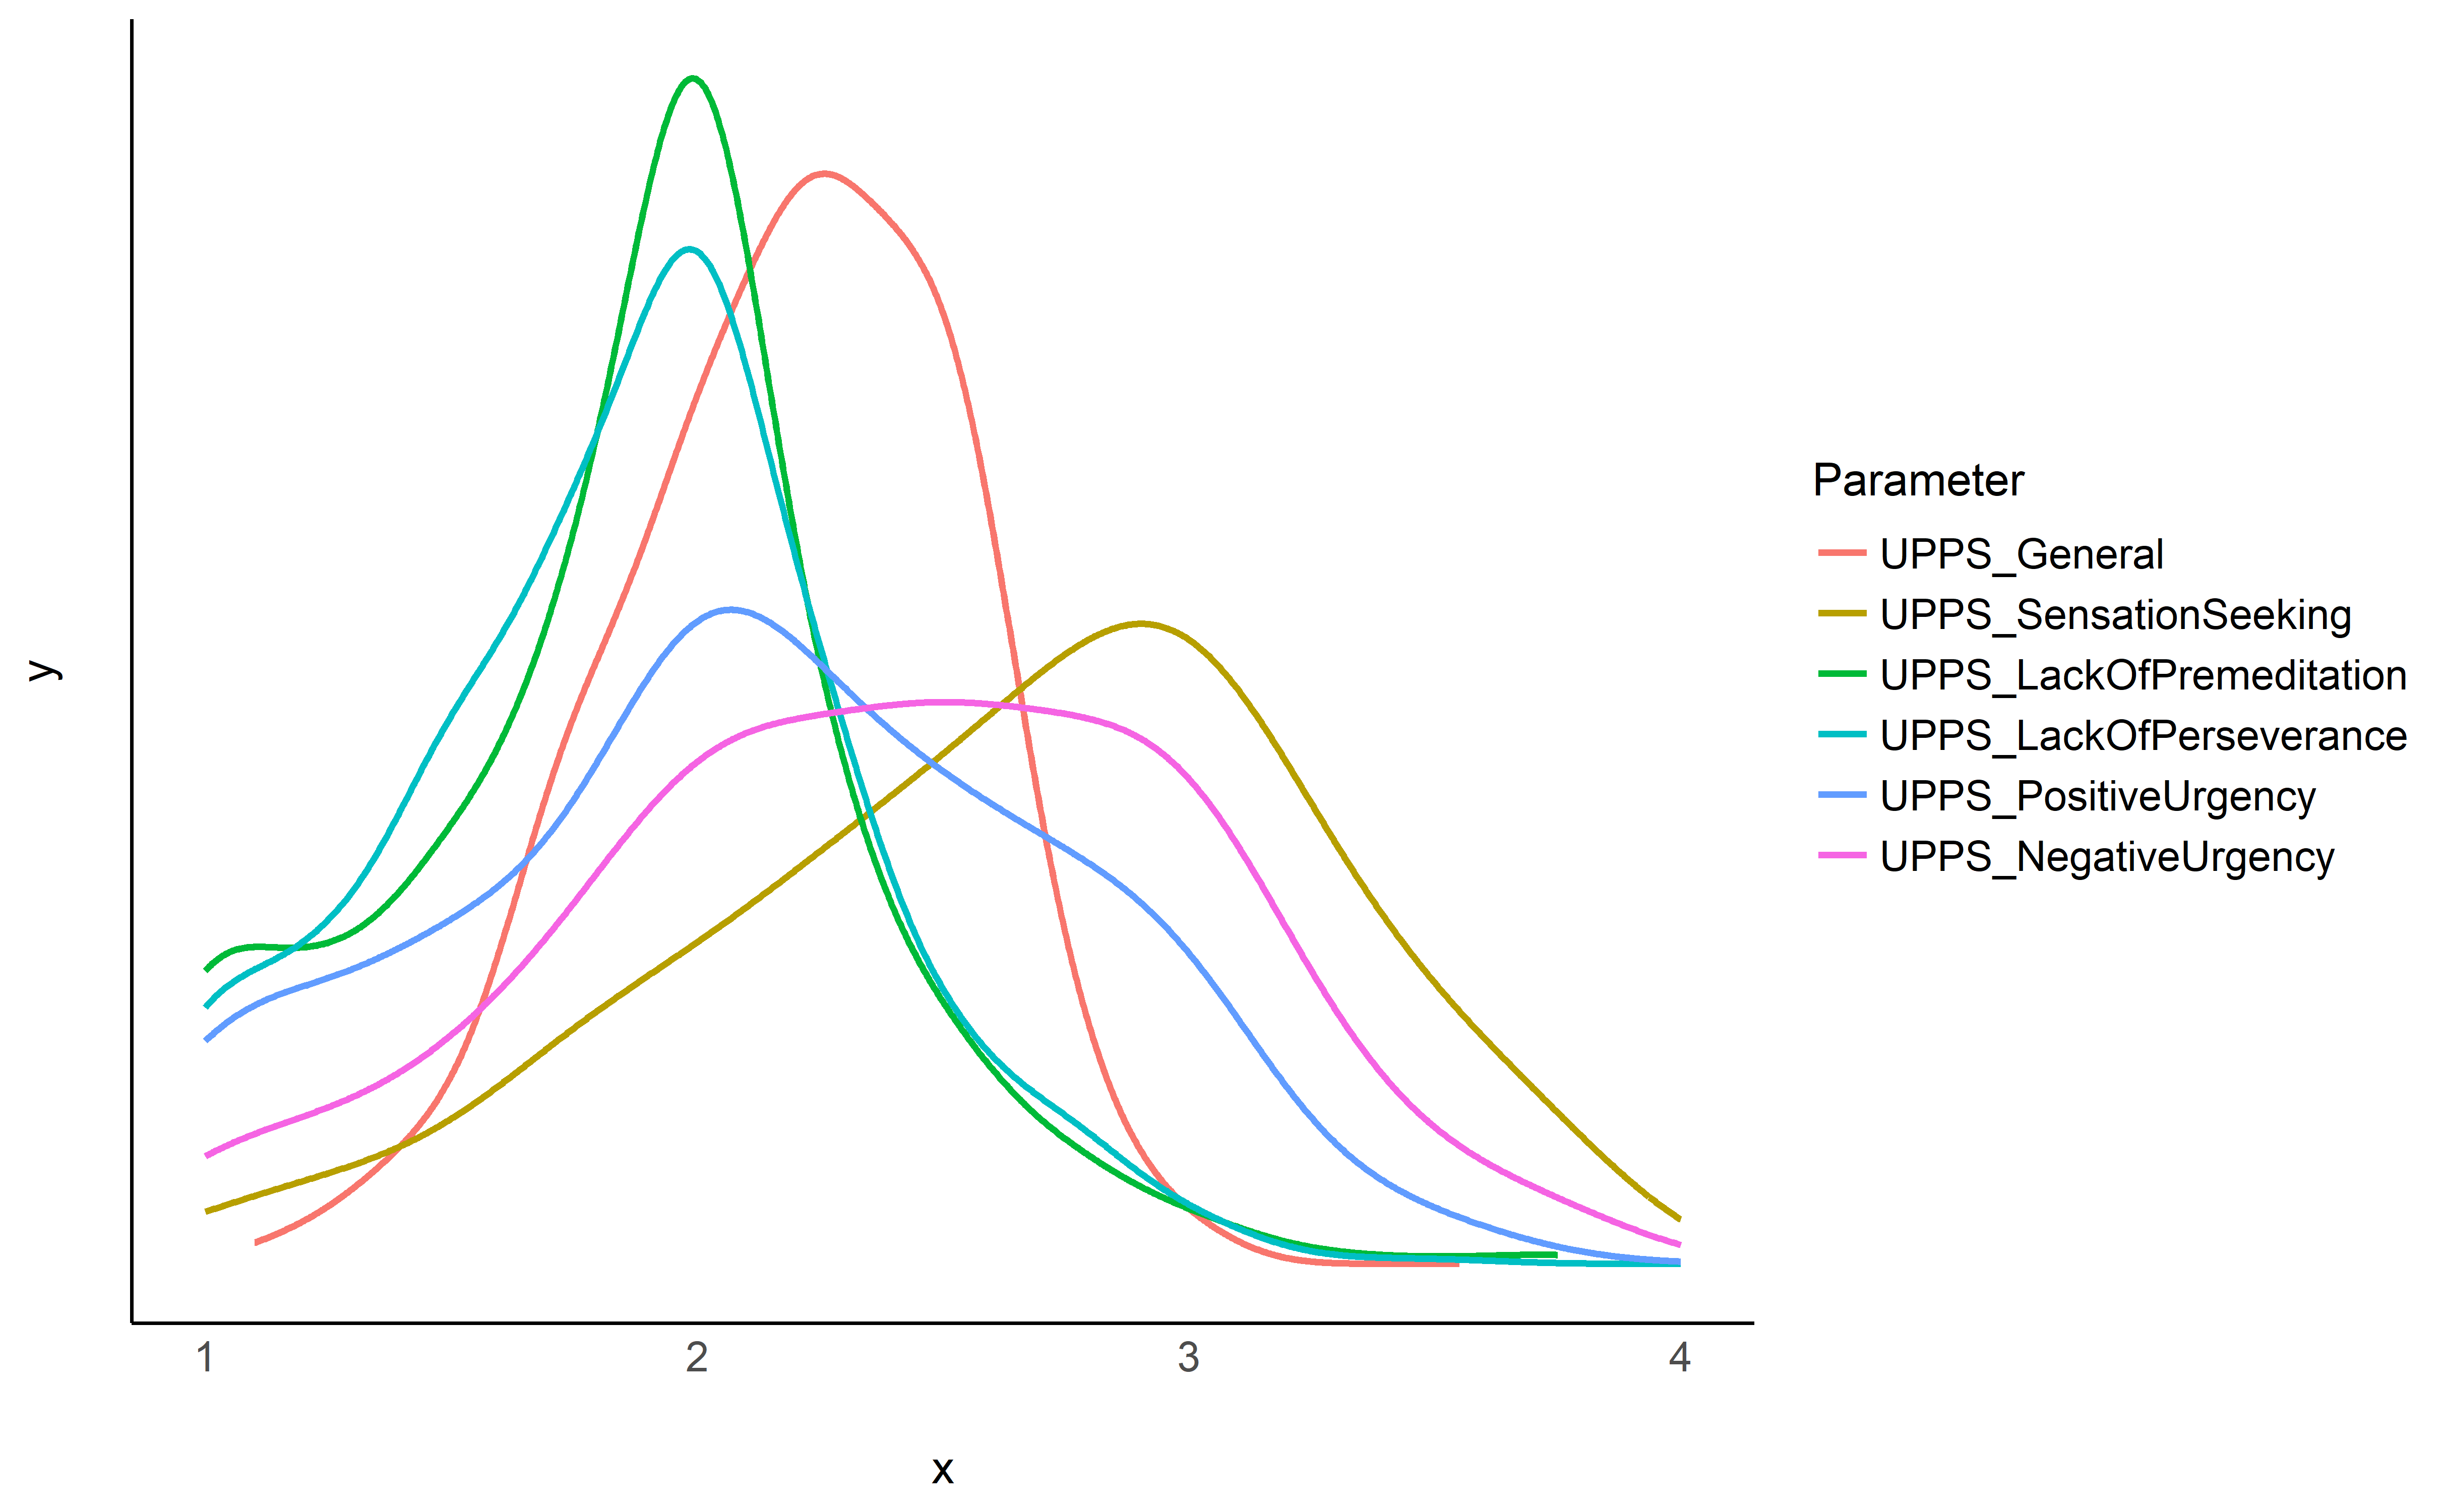 y
1 2 3 4
x
Parameter
UPPS_General
UPPS_SensationSeeking
UPPS_LackOfPremeditation
UPPS_LackOfPerseverance
UPPS_PositiveUrgency
UPPS_NegativeUrgency